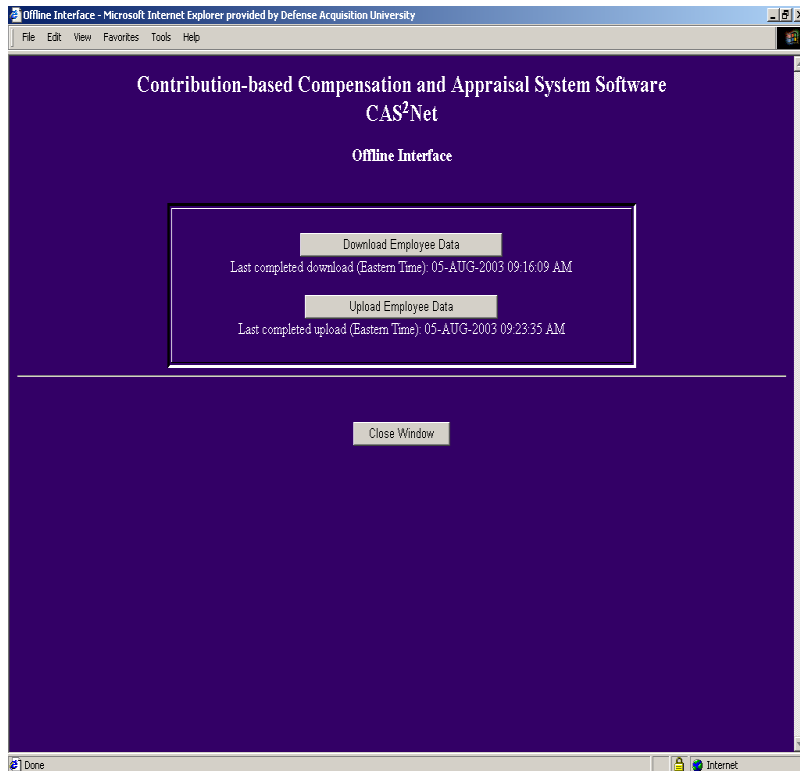 Offline Interface - Microsoft Internet Explorer provided by Defense Acquisition University
File Edit View Favorites Tools Help
Contribution-based Compensation and Appraisal System Software
CAS²Net
Offline Interface
Download Employee Data
Last completed download (Eastern Time): 05-AUG-2003 09:16:09 AM
Upload Employee Data
Last completed upload (Eastern Time): 05-AUG-2003 09:23:35 AM
Close Window
Done Internet